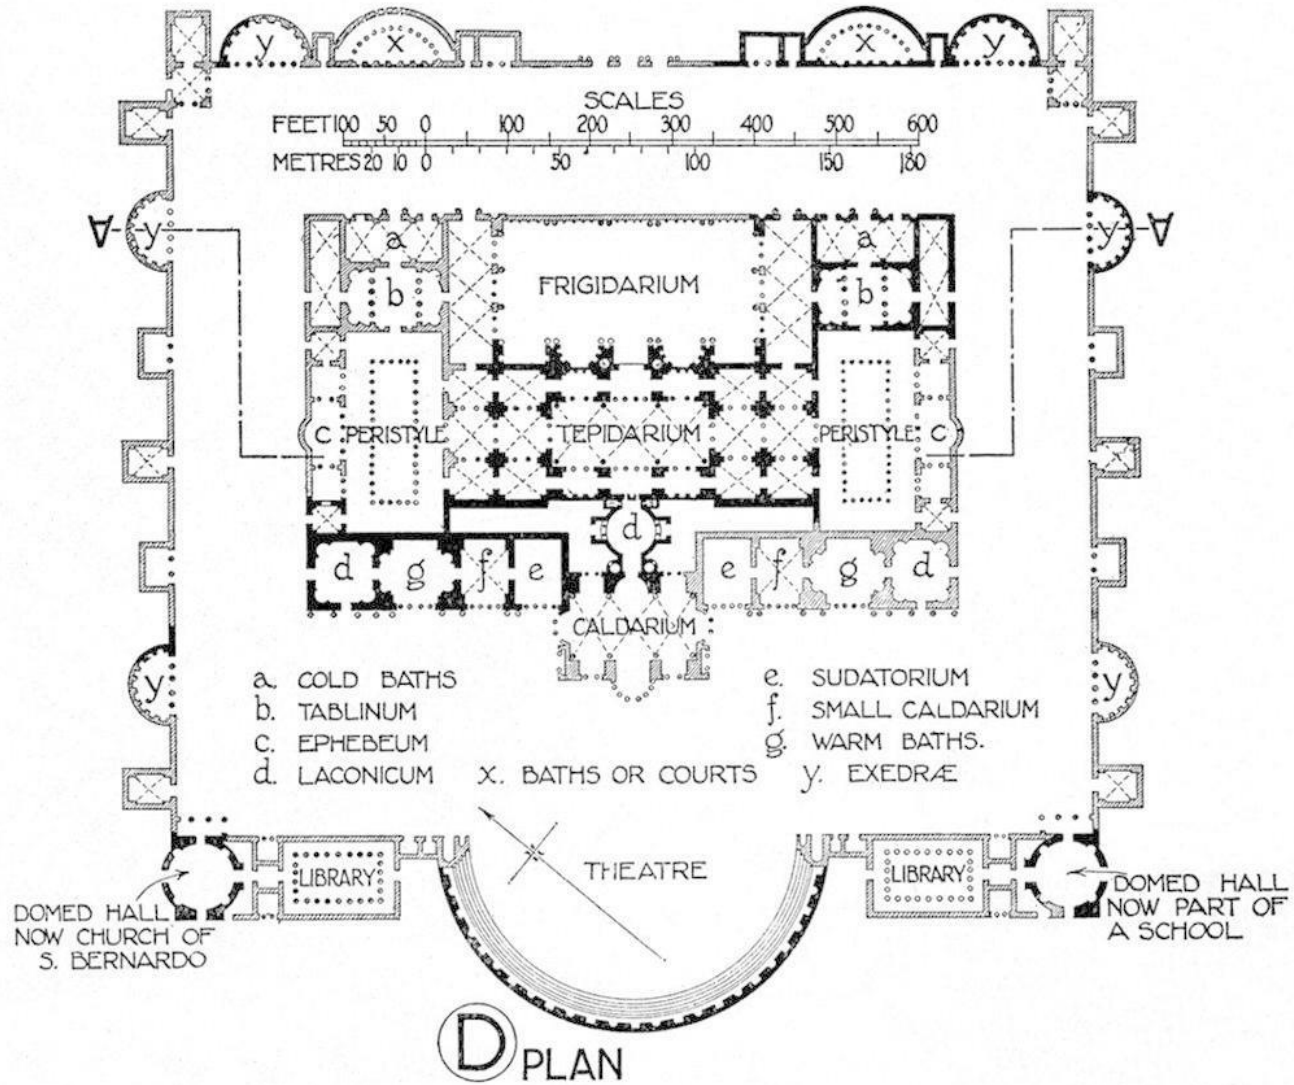 y x x y
SCALES
FEET 100 50 0 100 200 300 400 500 600
METRES 20 10 0 50 100 150 180
A y y A
a a
b FRIGIDARIUM b
c PERISTYLE TEPIDARIUM PERISTYLE c
d
d g f e e f g d
CALDARIUM
y y
a. COLD BATHS
b. TABLINUM
c. EPHEBEUM
d. LACONICUM
e. SUDATORIUM
f. SMALL CALDARIUM
g. WARM BATHS.
x. BATHS OR COURTS
y. EXEDRÆ
THEATRE
LIBRARY LIBRARY
DOMED HALL
NOW CHURCH OF
S. BERNARDO
DOMED HALL
NOW PART OF
A SCHOOL
D PLAN